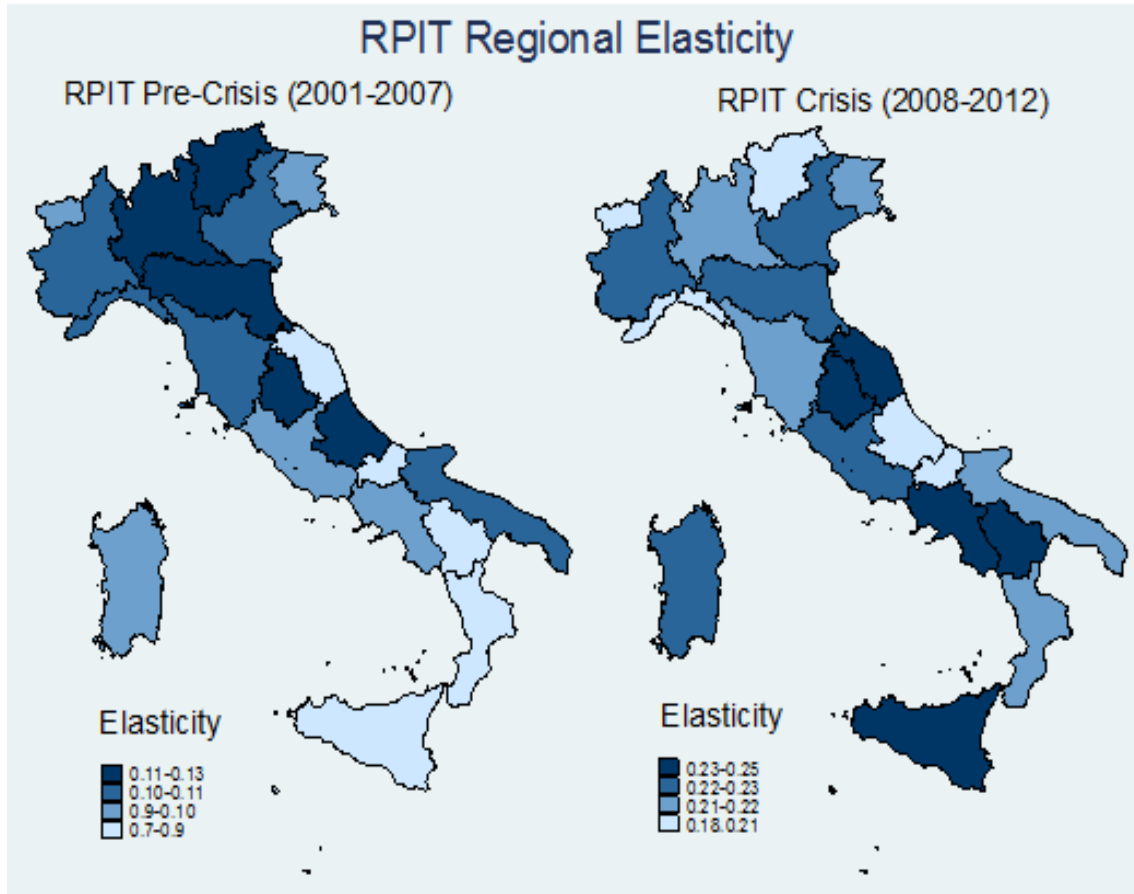 RPIT Regional Elasticity
RPIT Pre-Crisis (2001-2007)
RPIT Crisis (2008-2012)
Elasticity
0.11-0.13
0.10-0.11
0.9-0.10
0.7-0.9
Elasticity
0.23-0.25
0.22-0.23
0.21-0.22
0.18.0.21